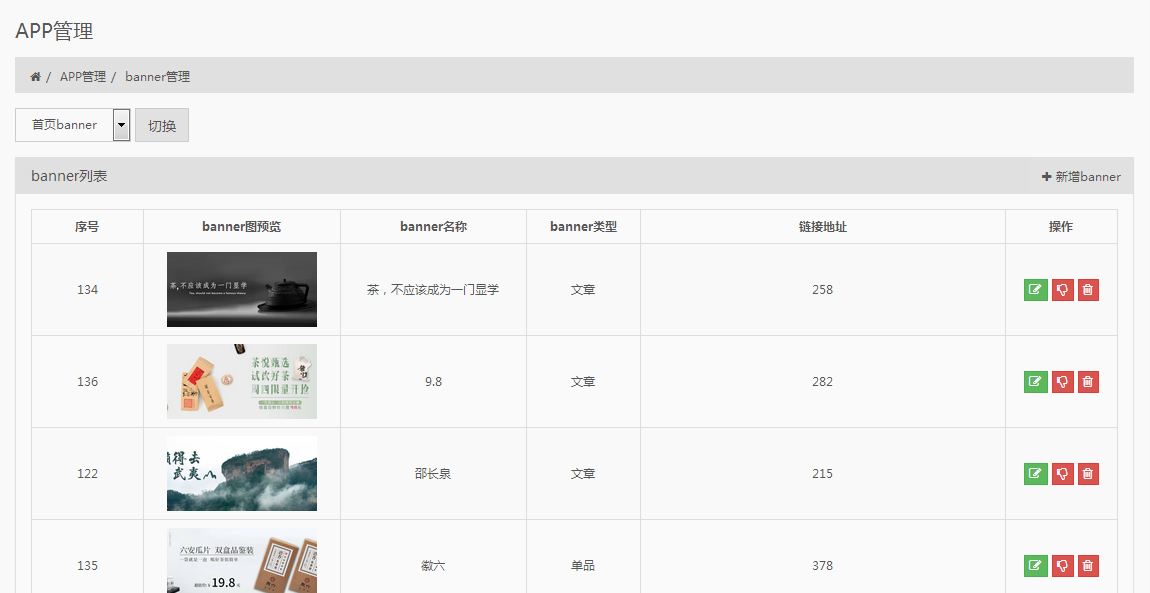 APP管理
/ APP管理 / banner管理
首页banner
切换
banner列表
新增banner
序号 banner图预览 banner名称 banner类型 链接地址 操作
134 茶，不应该成为一门显学 文章 258
茶,不应该成为一门显学
136 9.8 文章 282
茶悦甄选
试饮好茶
周四限量开抢
122 邵长泉 文章 215
值得去
武夷
135 徽六 单品 378
六安瓜片 双盒品鉴装
19.8